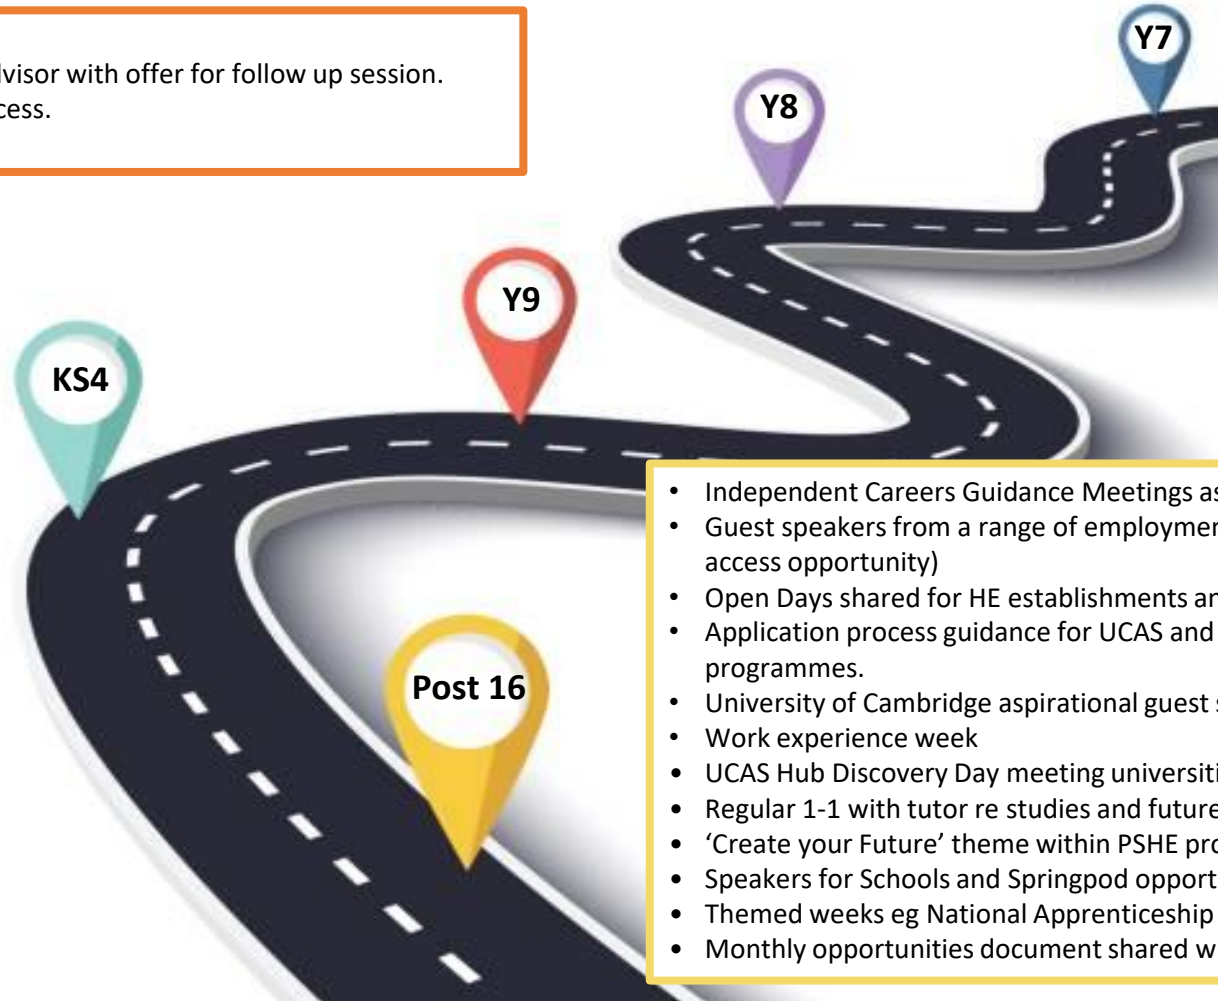 visor with offer for follow up session.
cess.
Y7
Y8
Y9
KS4
Post 16
• Independent Careers Guidance Meetings as
• Guest speakers from a range of employmen
access opportunity)
• Open Days shared for HE establishments an
• Application process guidance for UCAS and
programmes.
• University of Cambridge aspirational guest s
• Work experience week
• UCAS Hub Discovery Day meeting universiti
• Regular 1-1 with tutor re studies and future
• ‘Create your Future’ theme within PSHE pro
• Speakers for Schools and Springpod opport
• Themed weeks eg National Apprenticeship
• Monthly opportunities document shared w